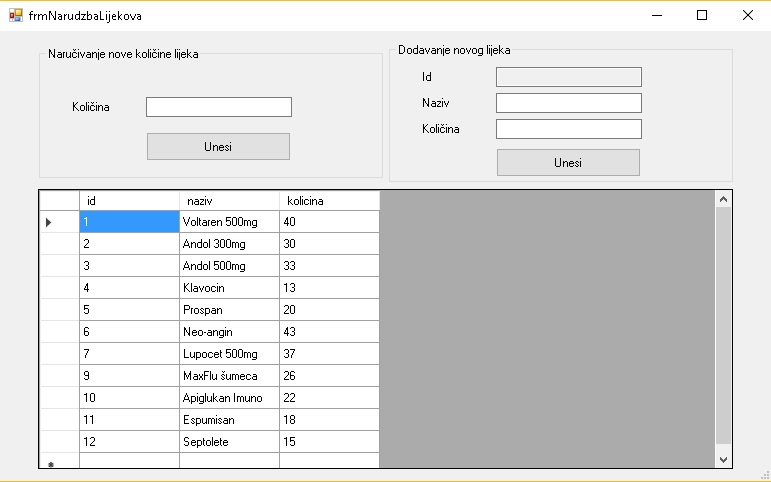 frmNarudzbaLijekova
Naručivanje nove količine lijeka
Količina
Unesi
Dodavanje novog lijeka
Id
Naziv
Količina
Unesi
id naziv kolicina
1 Voltaren 500mg 40
2 Andol 300mg 30
3 Andol 500mg 33
4 Klavocin 13
5 Prospan 20
6 Neo-angin 43
7 Lupocet 500mg 37
9 MaxFlu šumeca 26
10 Apiglukan Imuno 22
11 Espumisan 18
12 Septolete 15